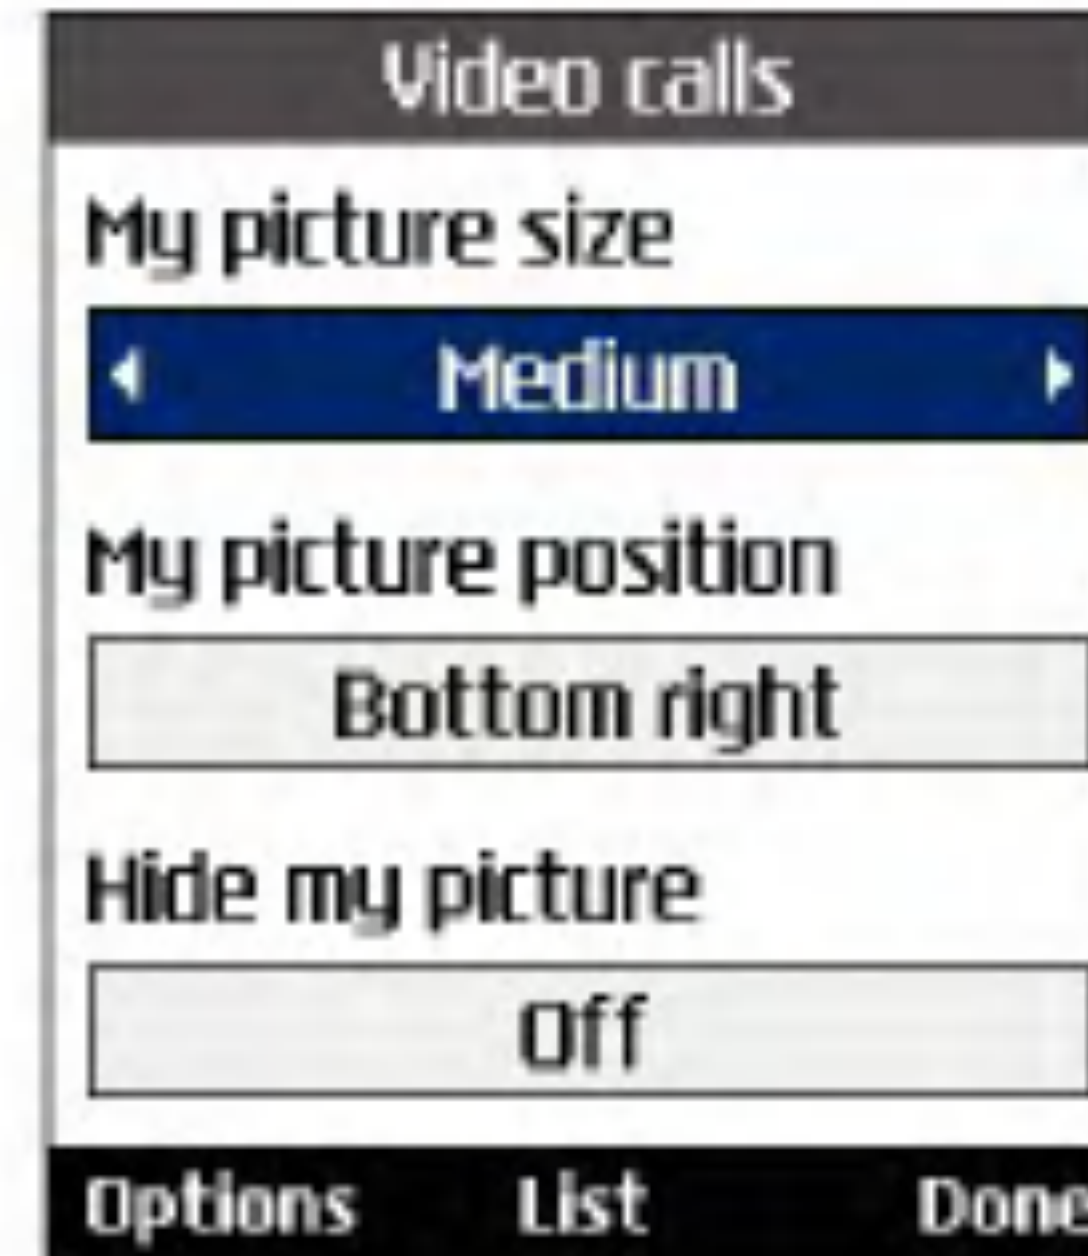 Video calls
My picture size
Medium
My picture position
Bottom right
Hide my picture
Off
Options List Done